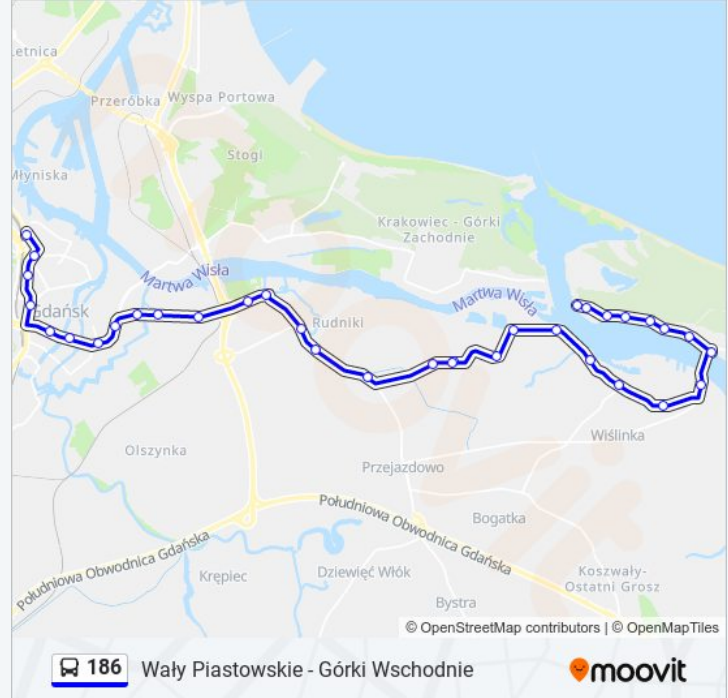 Letnica
Przeróbka
Wyspa Portowa
Stogi
Młyniska
Krakowiec - Górki
Zachodnie
Martwa Wisła
Martwa Wisła
Gdańsk
Rudniki
Wiślinka
Olszynka
Przejazdowo
Południowa Obwodnica Gdańska
Bogatka
Południowa Obwodnica Gdańska
Krępiec
Dziewięć Włók
Koszwały-
Ostatni Grosz
Bystra
© OpenStreetMap contributors | © OpenMapTiles
186 Wały Piastowskie - Górki Wschodnie
moovit